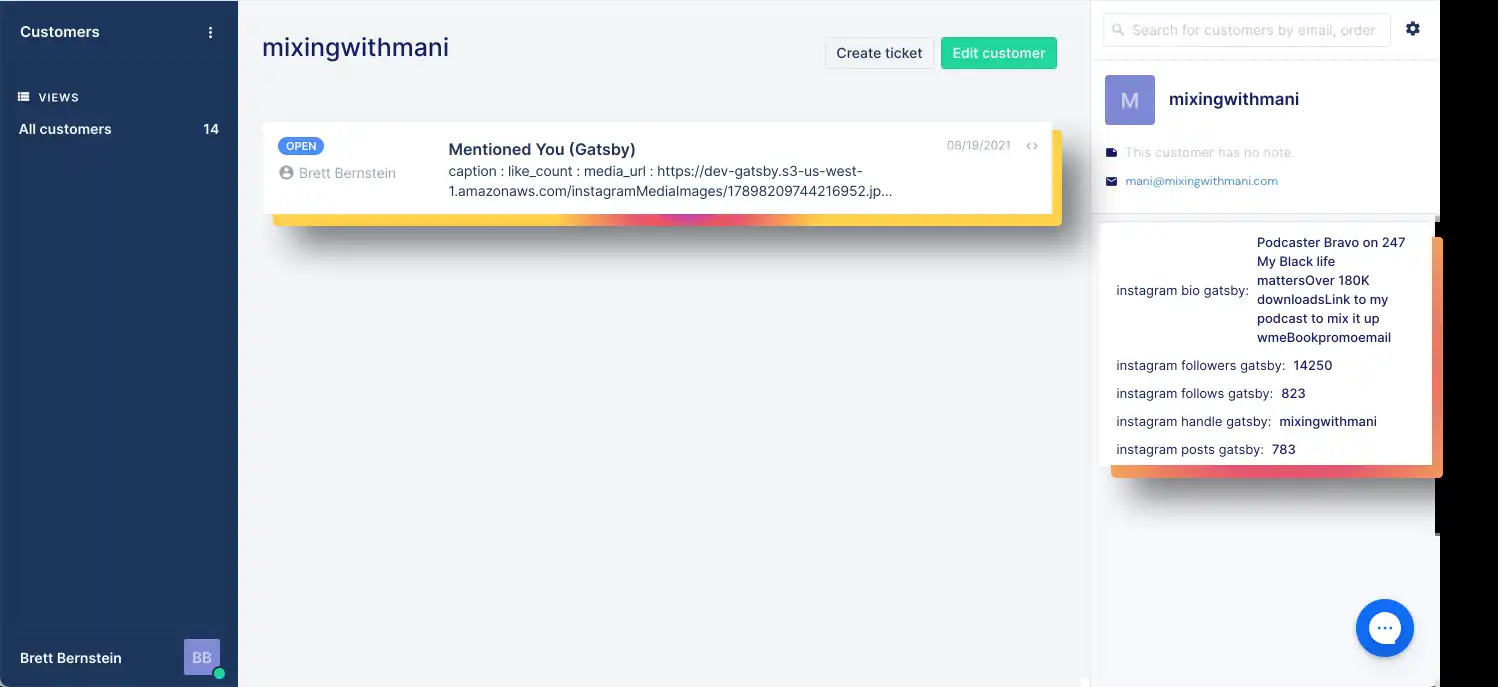 Customers
VIEWS
All customers 14
Brett Bernstein
BB
mixingwithmani
Create ticket
Edit customer
OPEN
Brett Bernstein
Mentioned You (Gatsby)
caption : like_count : media_url : https://dev-gatsby.s3-us-west-
1.amazonaws.com/instagramMediaImages/17898209744216952.jp...
08/19/2021
Search for customers by email, order
M
mixingwithmani
This customer has no note.
mani@mixingwithmani.com
instagram bio gatsby:
Podcaster Bravo on 247
My Black life
mattersOver 180K
downloadsLink to my
podcast to mix it up
wmeBookpromoemail
instagram followers gatsby: 14250
instagram follows gatsby: 823
instagram handle gatsby: mixingwithmani
instagram posts gatsby: 783